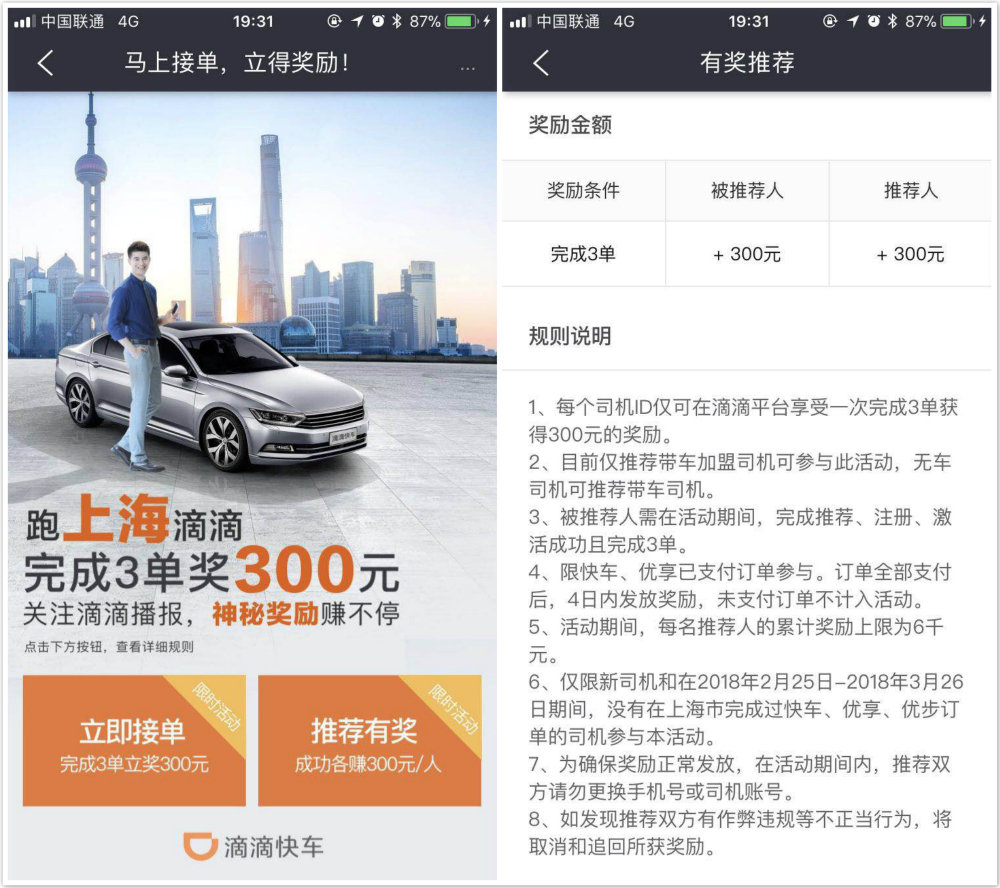 中国联通 4G 19:31 87%
马上接单，立得奖励！ ...
滴滴快车
跑上海滴滴
完成3单奖300元
关注滴滴播报，神秘奖励赚不停
点击下方按钮，查看详细规则
限时活动
立即接单
完成3单立奖300元
限时活动
推荐有奖
成功各赚300元/人
滴滴快车
中国联通 4G 19:31 87%
有奖推荐
奖励金额
奖励条件 被推荐人 推荐人
完成3单 + 300元 + 300元
规则说明
1、每个司机ID仅可在滴滴平台享受一次完成3单获
得300元的奖励。
2、目前仅推荐带车加盟司机可参与此活动，无车
司机可推荐带车司机。
3、被推荐人需在活动期间，完成推荐、注册、激
活成功且完成3单。
4、限快车、优享已支付订单参与。订单全部支付
后，4日内发放奖励，未支付订单不计入活动。
5、活动期间，每名推荐人的累计奖励上限为6千
元。
6、仅限新司机和在2018年2月25日-2018年3月26
日期间，没有在上海市完成过快车、优享、优步订
单的司机参与本活动。
7、为确保奖励正常发放，在活动期间内，推荐双
方请勿更换手机号或司机账号。
8、如发现推荐双方有作弊违规等不正当行为，将
取消和追回所获奖励。